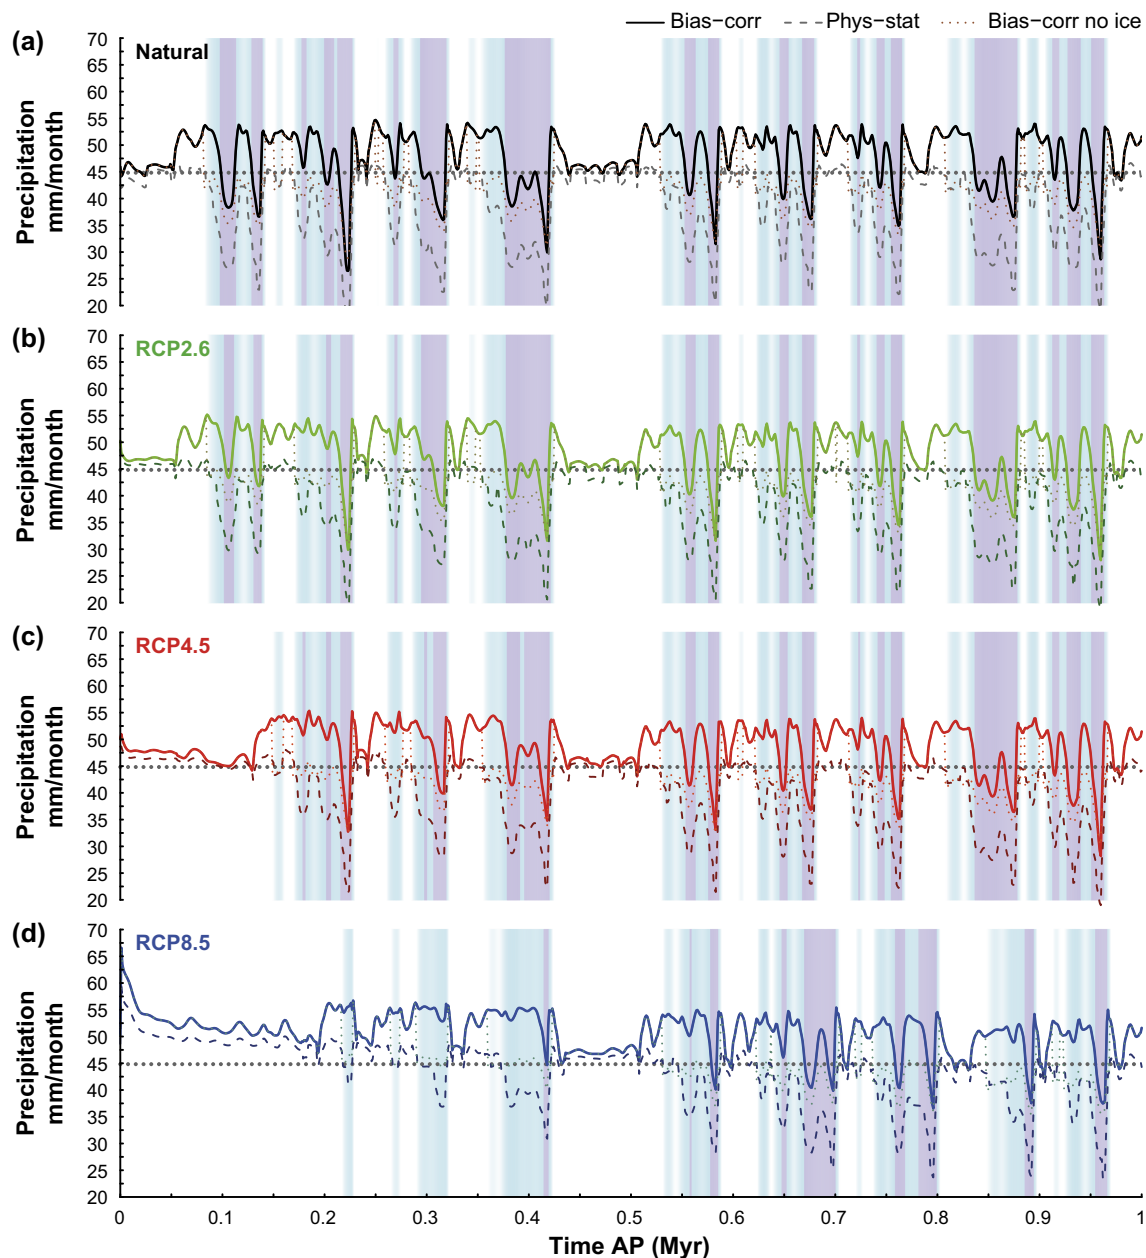 Bias−corr Phys−stat Bias−corr no ice
(a)
Natural
Precipitation
mm/month
70
65
60
55
50
45
40
35
30
25
20
(b)
RCP2.6
Precipitation
mm/month
70
65
60
55
50
45
40
35
30
25
20
(c)
RCP4.5
Precipitation
mm/month
70
65
60
55
50
45
40
35
30
25
20
(d)
RCP8.5
Precipitation
mm/month
70
65
60
55
50
45
40
35
30
25
20
0 0.1 0.2 0.3 0.4 0.5 0.6 0.7 0.8 0.9 1
Time AP (Myr)